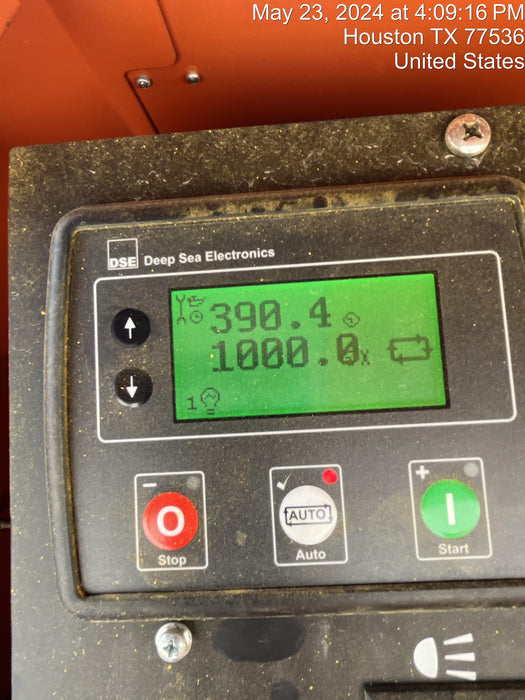 May 23, 2024 at 4:09:16 PM
Houston TX 77536
United States
DSE Deep Sea Electronics
390.4
1000.0
1
- O Stop
AUTO Auto
+ I Start